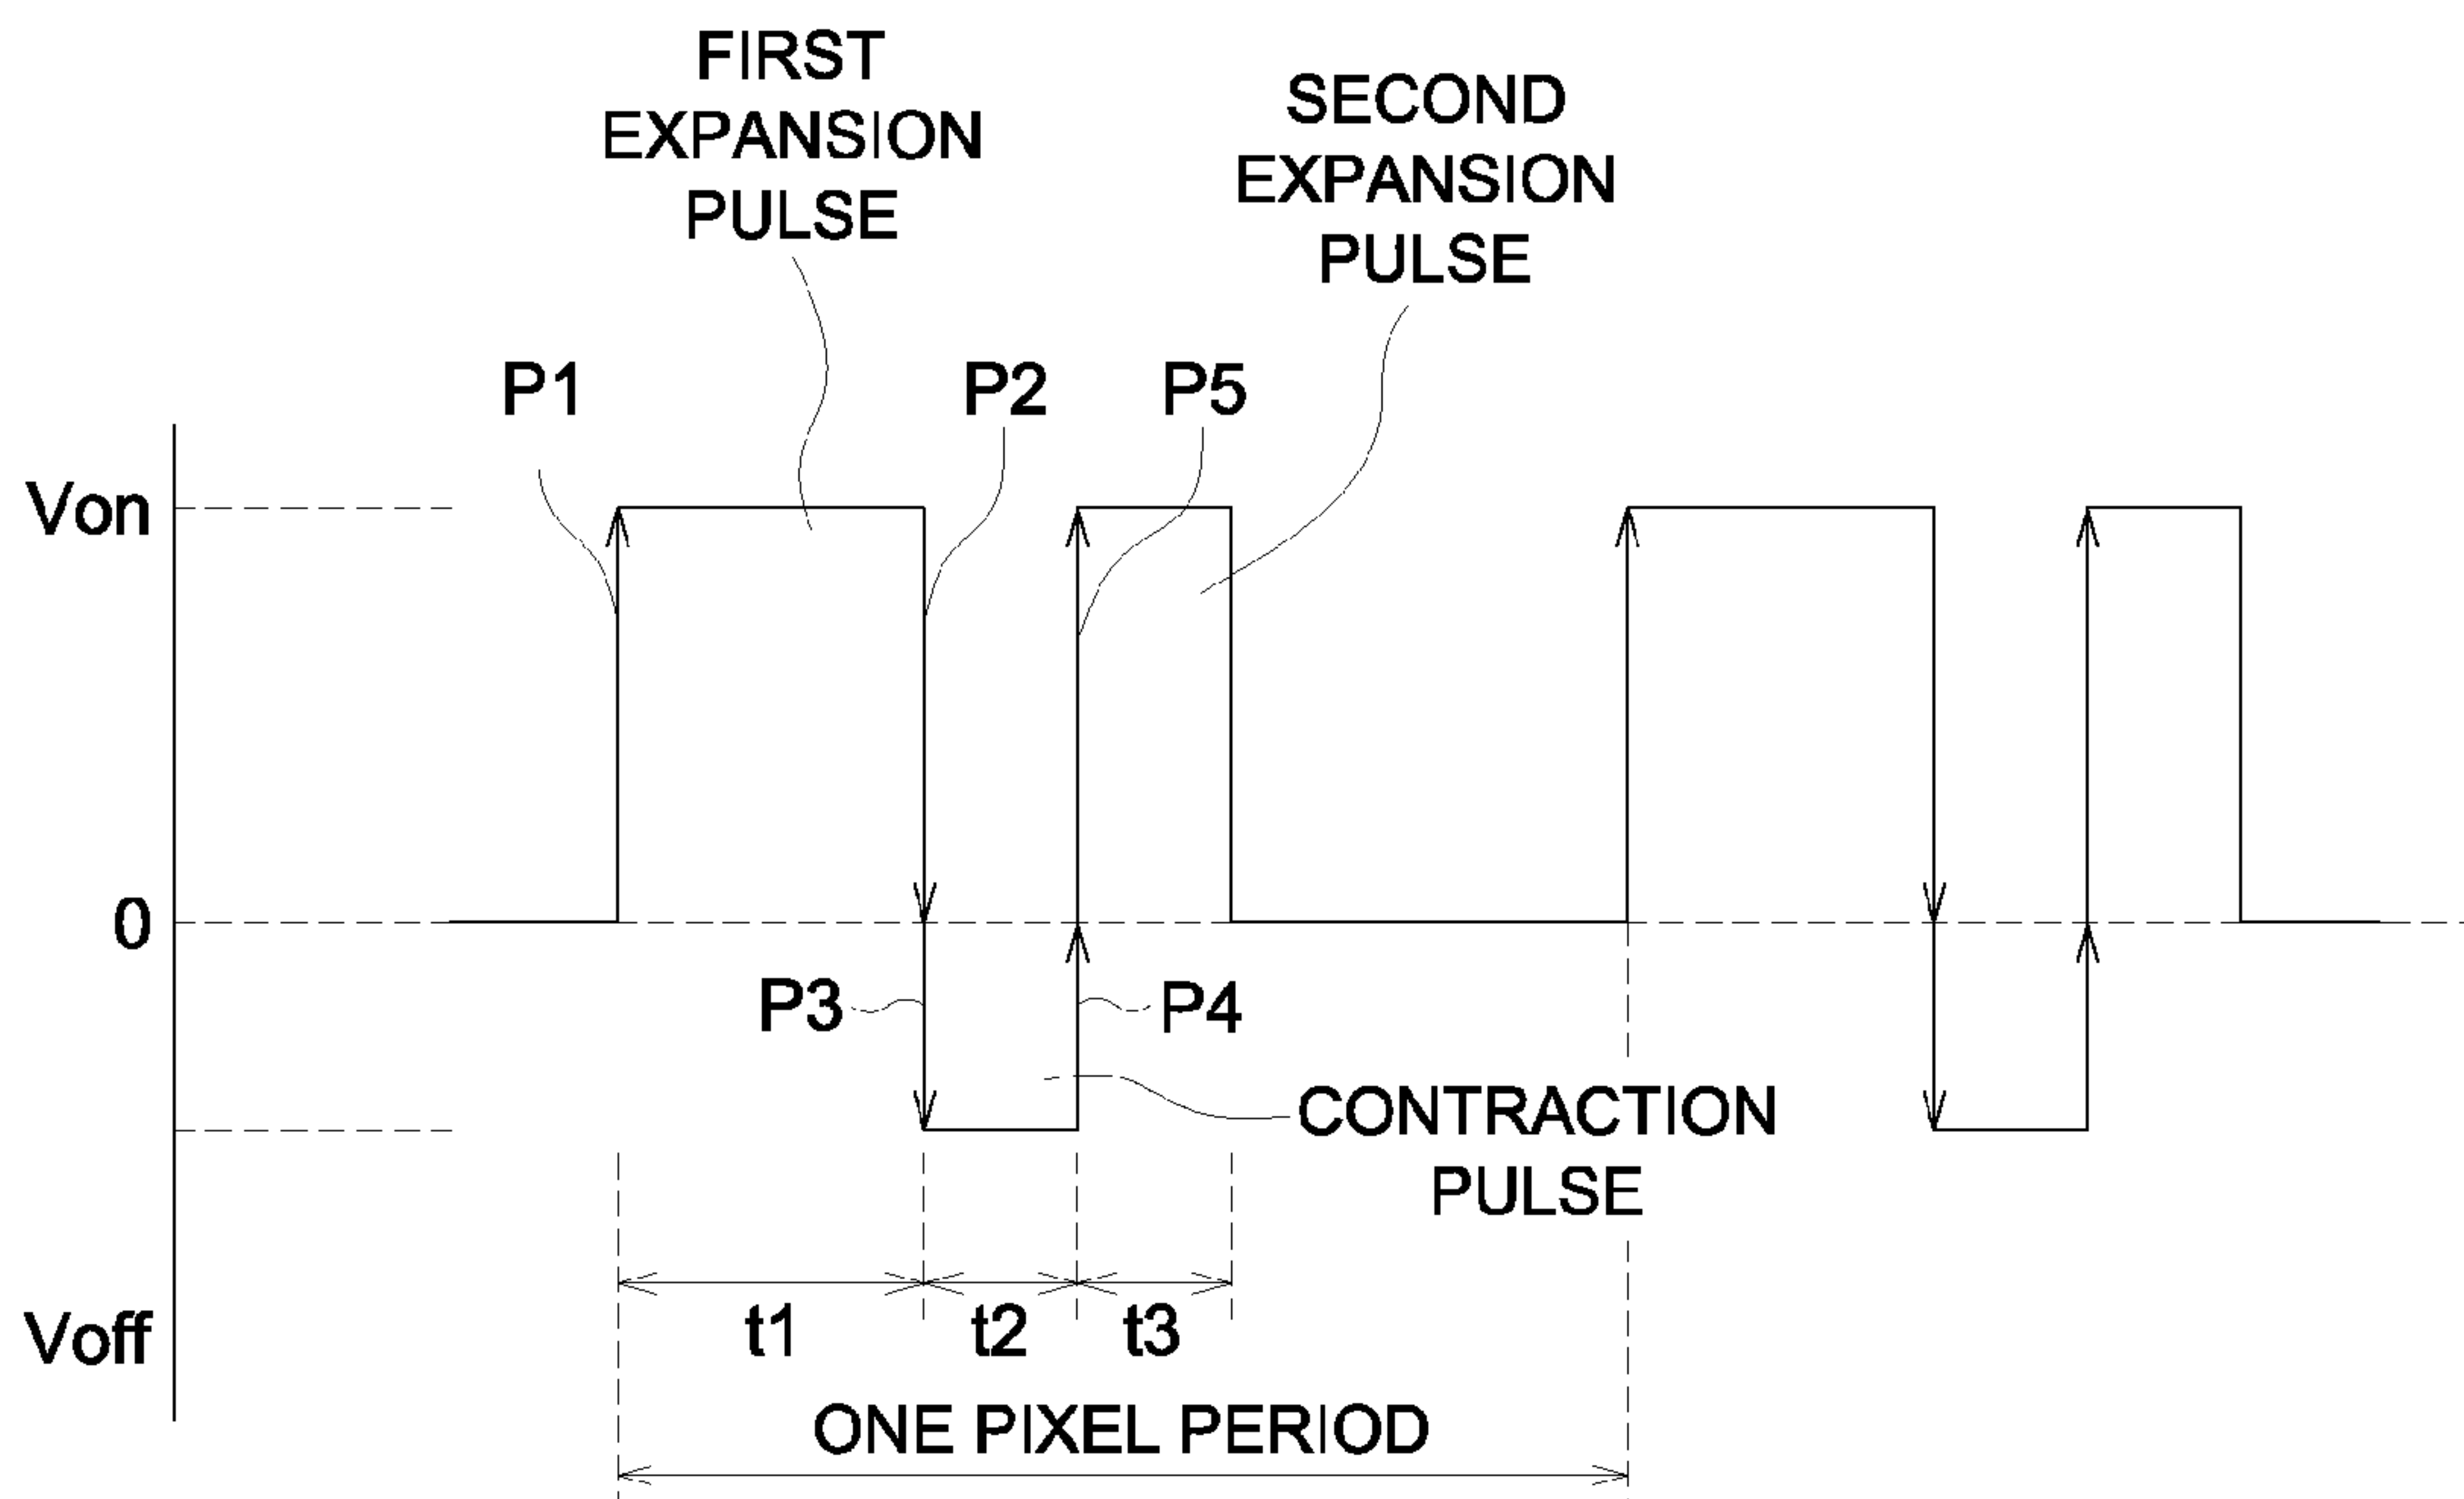 FIRST
EXPANSION
PULSE
SECOND
EXPANSION
PULSE
P1
P2
P5
Von
0
P3
P4
CONTRACTION
PULSE
t1
t2
t3
Voff
ONE PIXEL PERIOD